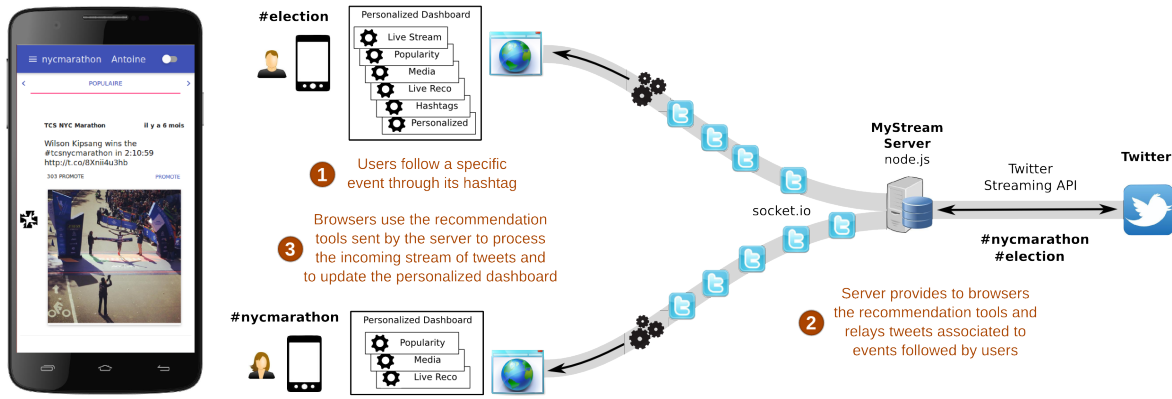 nycmarathon Antoine
POPULAIRE
TCS NYC Marathon il y a 6 mois
Wilson Kipsang wins the
#tcsnycmarathon in 2:10:59
http://t.co/8Xnii4u3hb
303 PROMOTE PROMOTE
#election
Personalized Dashboard
Live Stream
Popularity
Media
Live Reco
Hashtags
Personalized
1
Users follow a specific
event through its hashtag
3
Browsers use the recommendation
tools sent by the server to process
the incoming stream of tweets and
to update the personalized dashboard
#nycmarathon
Personalized Dashboard
Popularity
Media
Live Reco
socket.io
MyStream
Server
node.js
Twitter
Streaming API
#nycmarathon
#election
Twitter
2
Server provides to browsers
the recommendation tools and
relays tweets associated to
events followed by users